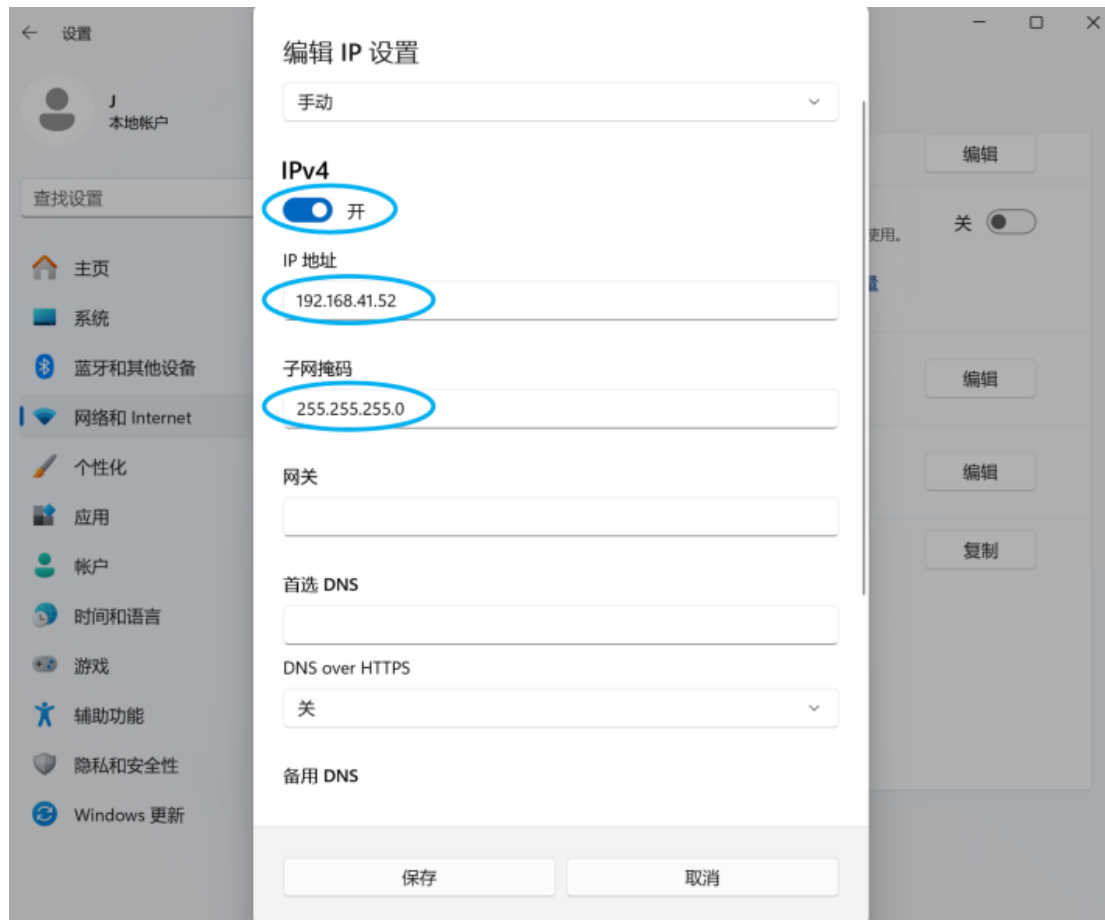 设置
J
本地帐户
查找设置
主页
系统
蓝牙和其他设备
网络和 Internet
个性化
应用
帐户
时间和语言
游戏
辅助功能
隐私和安全性
Windows 更新
编辑 IP 设置
手动
IPv4
开
IP 地址
192.168.41.52
子网掩码
255.255.255.0
网关
首选 DNS
DNS over HTTPS
关
备用 DNS
保存
取消
编辑
关
使用。
编辑
编辑
复制